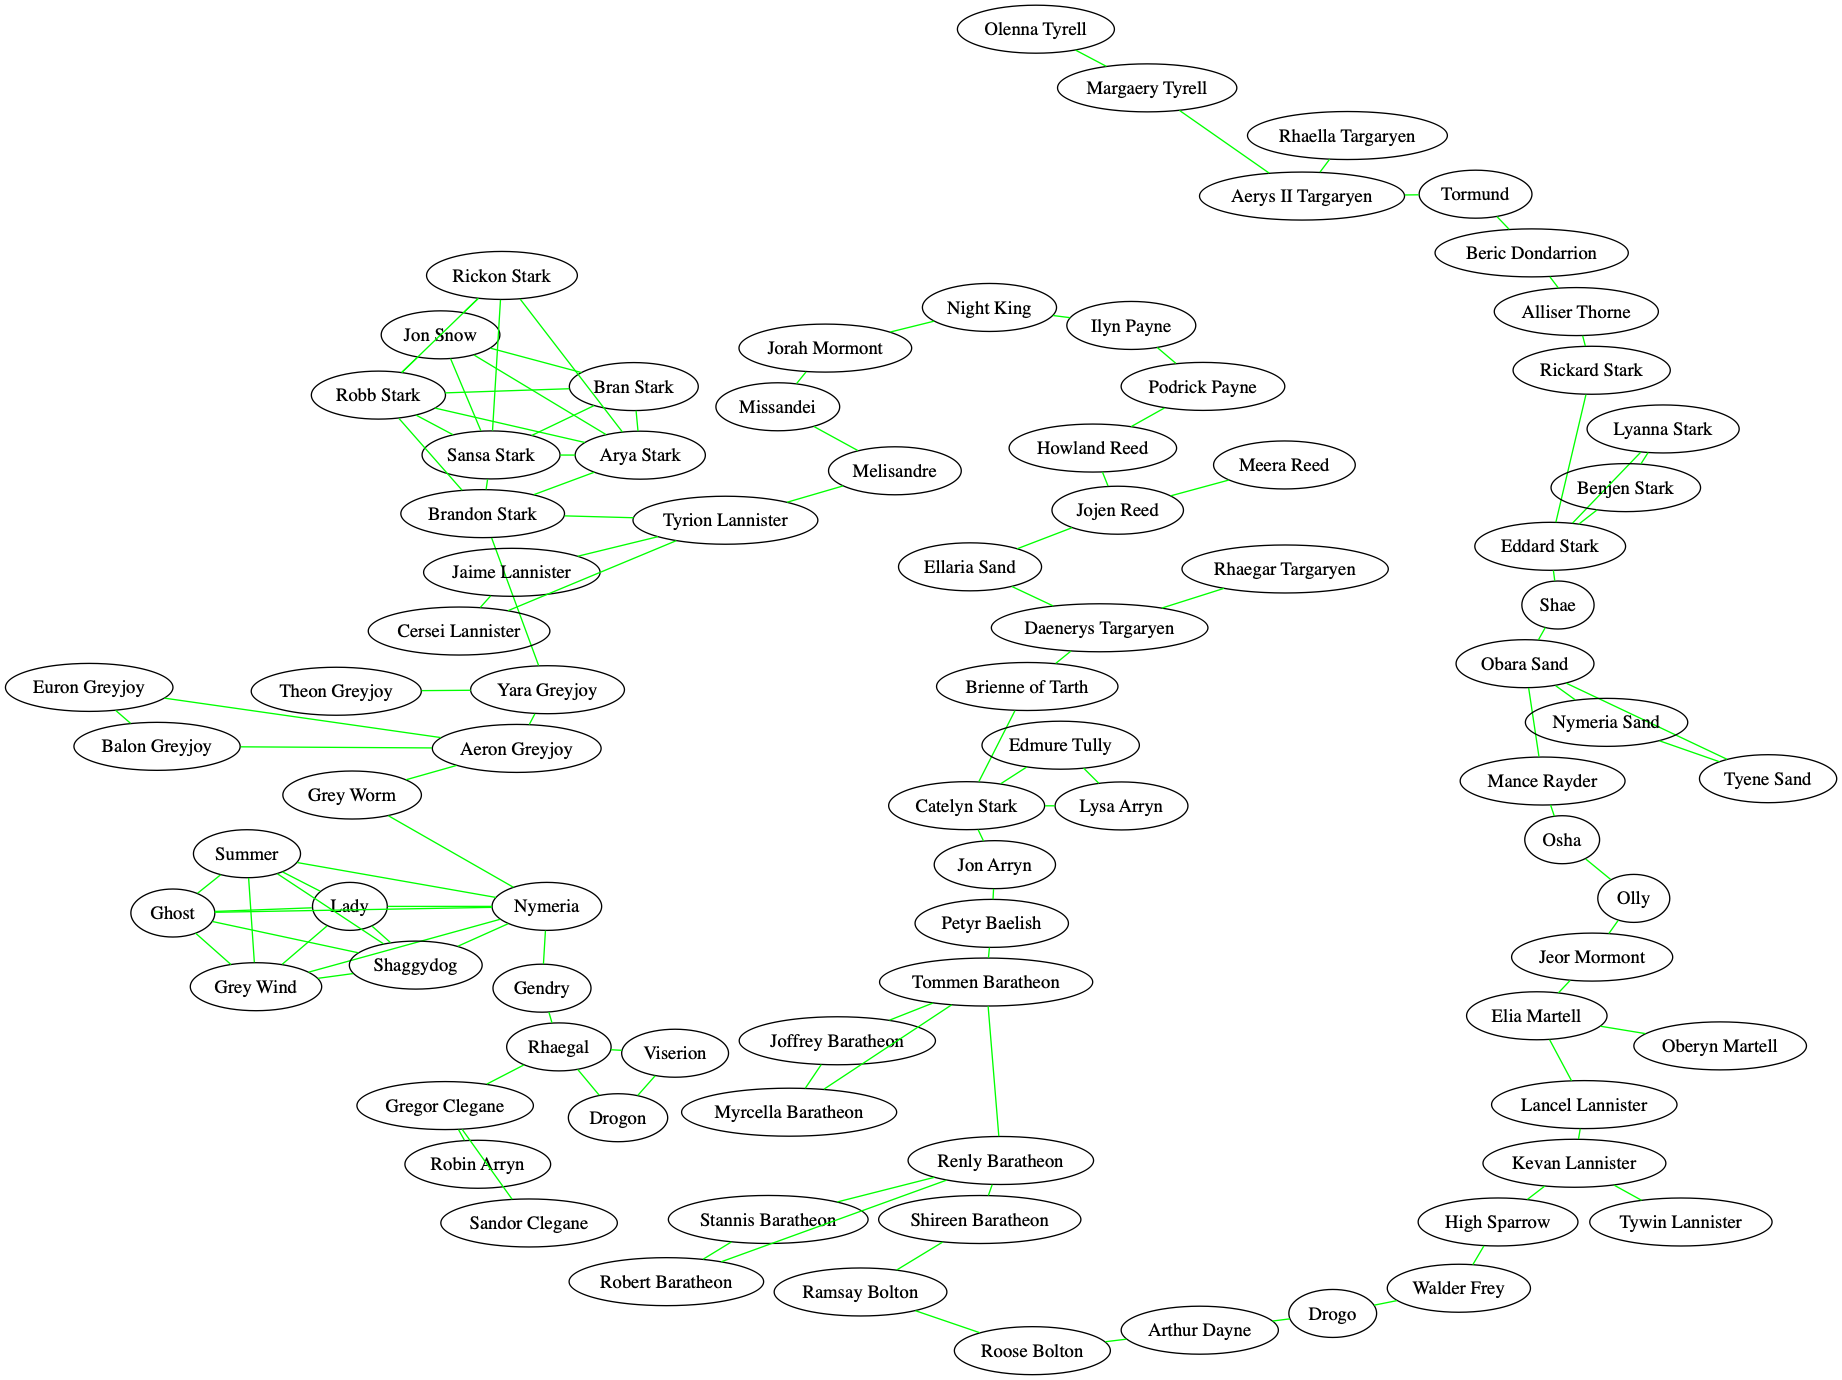 Olenna Tyrell
Margaery Tyrell
Rhaella Targaryen
Aerys II Targaryen
Tormund
Beric Dondarrion
Rickon Stark
Night King
Alliser Thorne
Ilyn Payne
Jon Snow
Jorah Mormont
Rickard Stark
Bran Stark
Podrick Payne
Robb Stark
Missandei
Lyanna Stark
Howland Reed
Sansa Stark
Arya Stark
Meera Reed
Melisandre
Benjen Stark
Jojen Reed
Brandon Stark
Tyrion Lannister
Eddard Stark
Ellaria Sand
Rhaegar Targaryen
Jaime Lannister
Shae
Daenerys Targaryen
Cersei Lannister
Obara Sand
Euron Greyjoy
Theon Greyjoy
Yara Greyjoy
Brienne of Tarth
Nymeria Sand
Balon Greyjoy
Aeron Greyjoy
Edmure Tully
Mance Rayder
Tyene Sand
Grey Worm
Catelyn Stark
Lysa Arryn
Osha
Summer
Jon Arryn
Olly
Ghost
Lady
Nymeria
Petyr Baelish
Jeor Mormont
Shaggydog
Grey Wind
Gendry
Tommen Baratheon
Elia Martell
Joffrey Baratheon
Rhaegal
Viserion
Oberyn Martell
Gregor Clegane
Drogon
Myrcella Baratheon
Lancel Lannister
Robin Arryn
Renly Baratheon
Kevan Lannister
Sandor Clegane
Stannis Baratheon
Shireen Baratheon
High Sparrow
Tywin Lannister
Robert Baratheon
Ramsay Bolton
Walder Frey
Drogo
Arthur Dayne
Roose Bolton